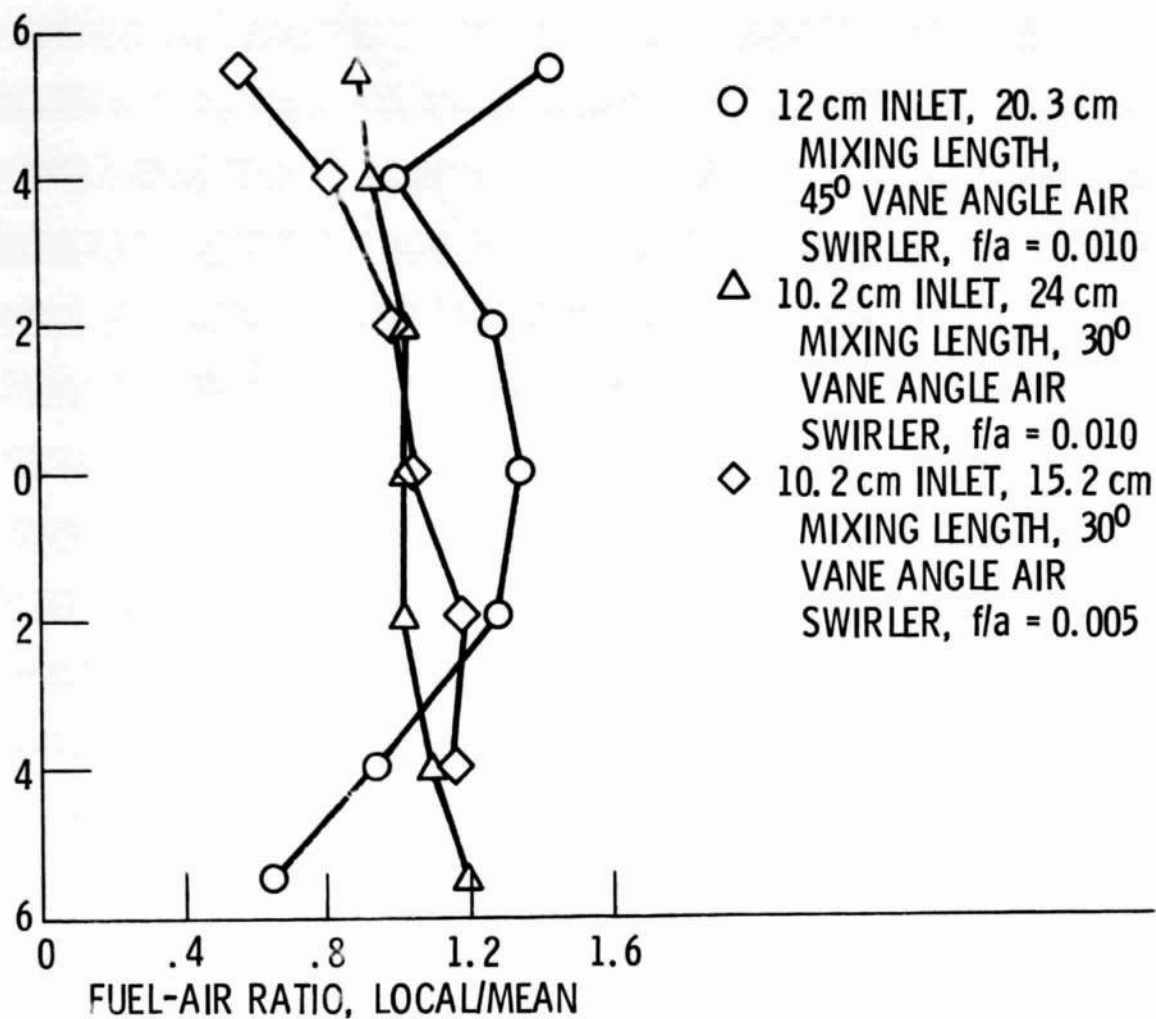 6
4
2
0
2
4
6
0 .4 .8 1.2 1.6
FUEL-AIR RATIO, LOCAL/MEAN
12 cm INLET, 20.3 cm
MIXING LENGTH,
45⁰ VANE ANGLE AIR
SWIRLER, f/a = 0.010
10.2 cm INLET, 24 cm
MIXING LENGTH, 30⁰
VANE ANGLE AIR
SWIRLER, f/a = 0.010
10.2 cm INLET, 15.2 cm
MIXING LENGTH, 30⁰
VANE ANGLE AIR
SWIRLER, f/a = 0.005